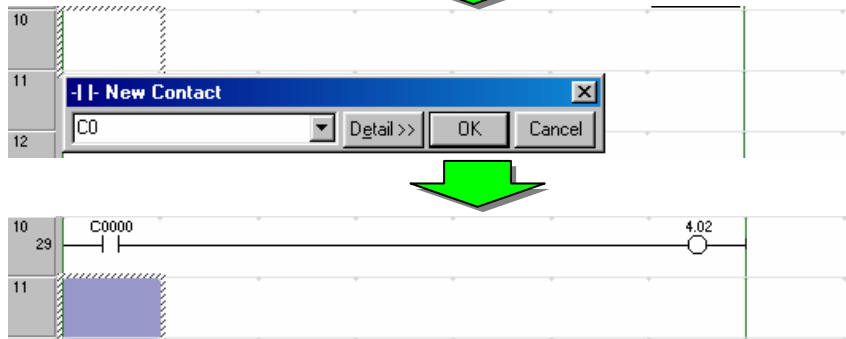 10
11
-| |- New Contact
C0
Detail >>
OK
Cancel
12
10
C0000
4.02
29
11